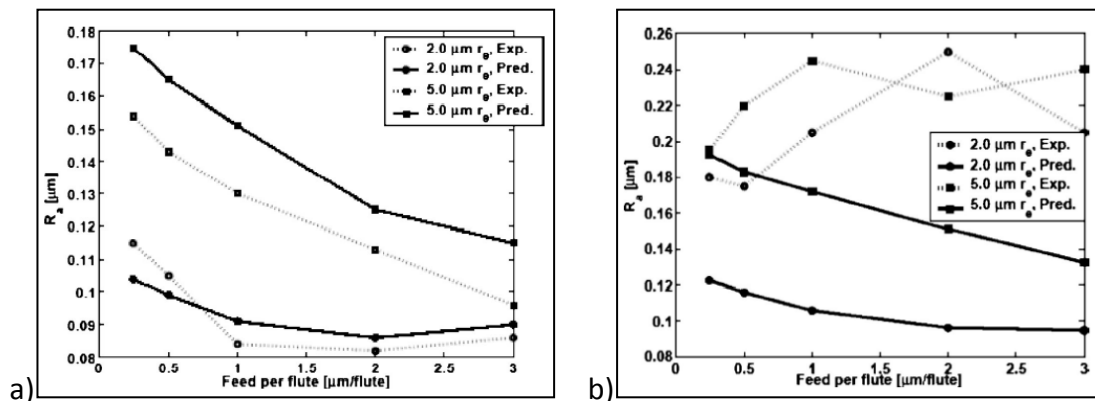 0.18
0.17
0.16
0.15
0.14
0.13
0.12
0.11
0.1
0.09
0.08
R_a [μm]
2.0 μm r_e, Exp.
2.0 μm r_e, Pred.
5.0 μm r_e, Exp.
5.0 μm r_e, Pred.
0 0.5 1 1.5 2 2.5 3
Feed per flute [μm/flute]
a)
0.26
0.24
0.22
0.2
0.18
0.16
0.14
0.12
0.1
0.08
R_a [μm]
2.0 μm r_e, Exp.
2.0 μm r_e, Pred.
5.0 μm r_e, Exp.
5.0 μm r_e, Pred.
0 0.5 1 1.5 2 2.5 3
Feed per flute [μm/flute]
b)